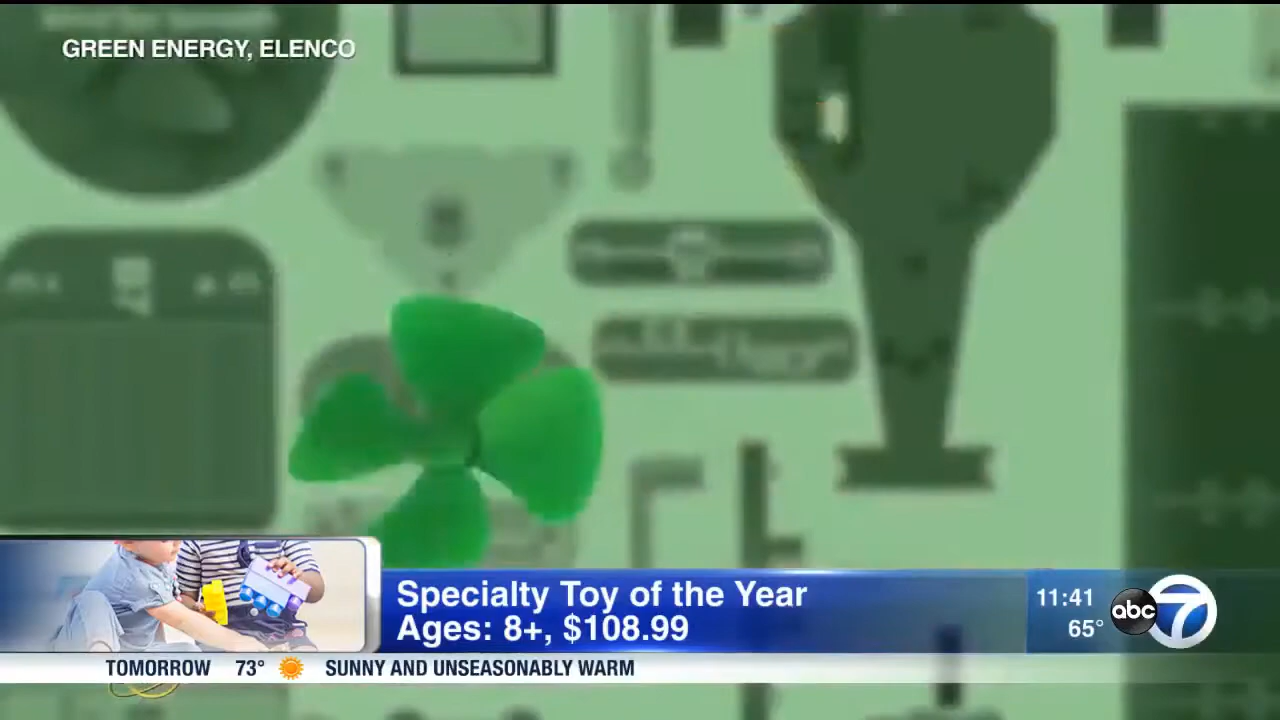 GREEN ENERGY, ELENCO
Specialty Toy of the Year
Ages: 8+, $108.99
11:41
65°
abc 7
TOMORROW 73° SUNNY AND UNSEASONABLY WARM